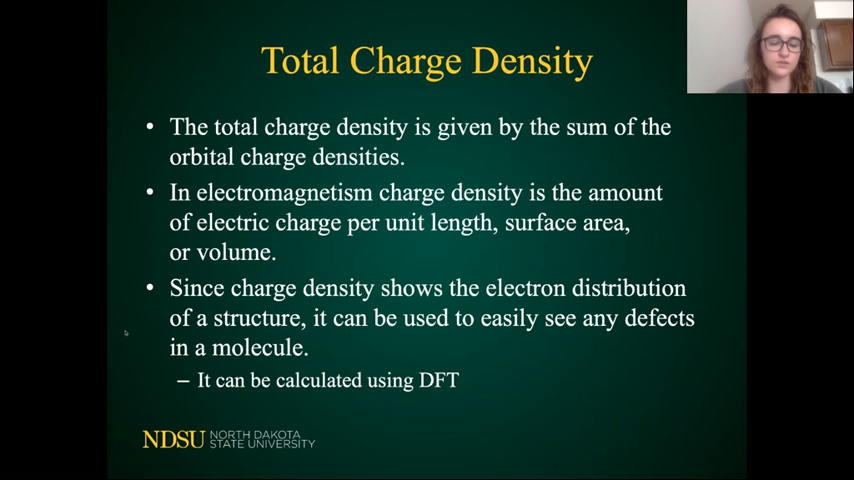 Total Charge Density
• The total charge density is given by the sum of the
orbital charge densities.
• In electromagnetism charge density is the amount
of electric charge per unit length, surface area,
or volume.
• Since charge density shows the electron distribution
of a structure, it can be used to easily see any defects
in a molecule.
– It can be calculated using DFT
NDSU NORTH DAKOTA
STATE UNIVERSITY